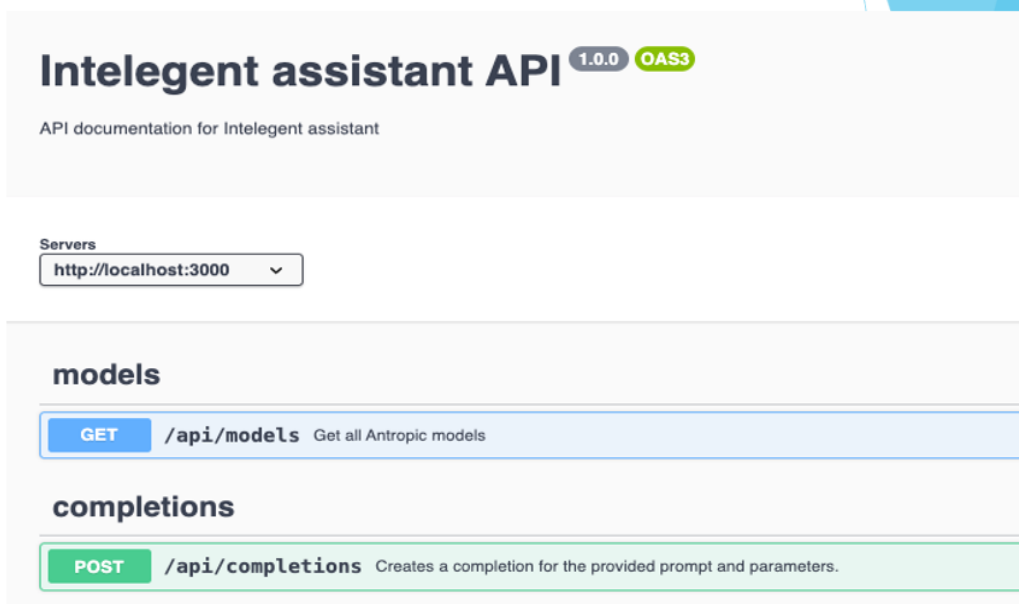 Intelegent assistant API 1.0.0 OAS3
API documentation for Intelegent assistant
Servers
http://localhost:3000
models
GET /api/models Get all Antropic models
completions
POST /api/completions Creates a completion for the provided prompt and parameters.